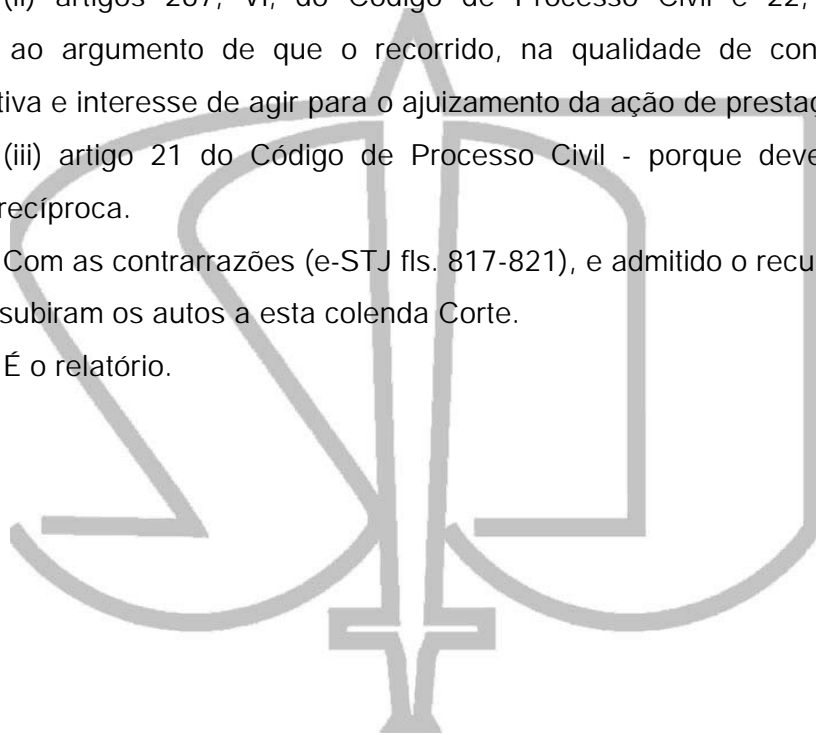 (ii) artigos 267, VI, do Código de Processo Civil e 22,
ao argumento de que o recorrido, na qualidade de con
tiva e interesse de agir para o ajuizamento da ação de prestaç
(iii) artigo 21 do Código de Processo Civil - porque deve
recíproca.
Com as contrarrazões (e-STJ fls. 817-821), e admitido o recu
subiram os autos a esta colenda Corte.
É o relatório.